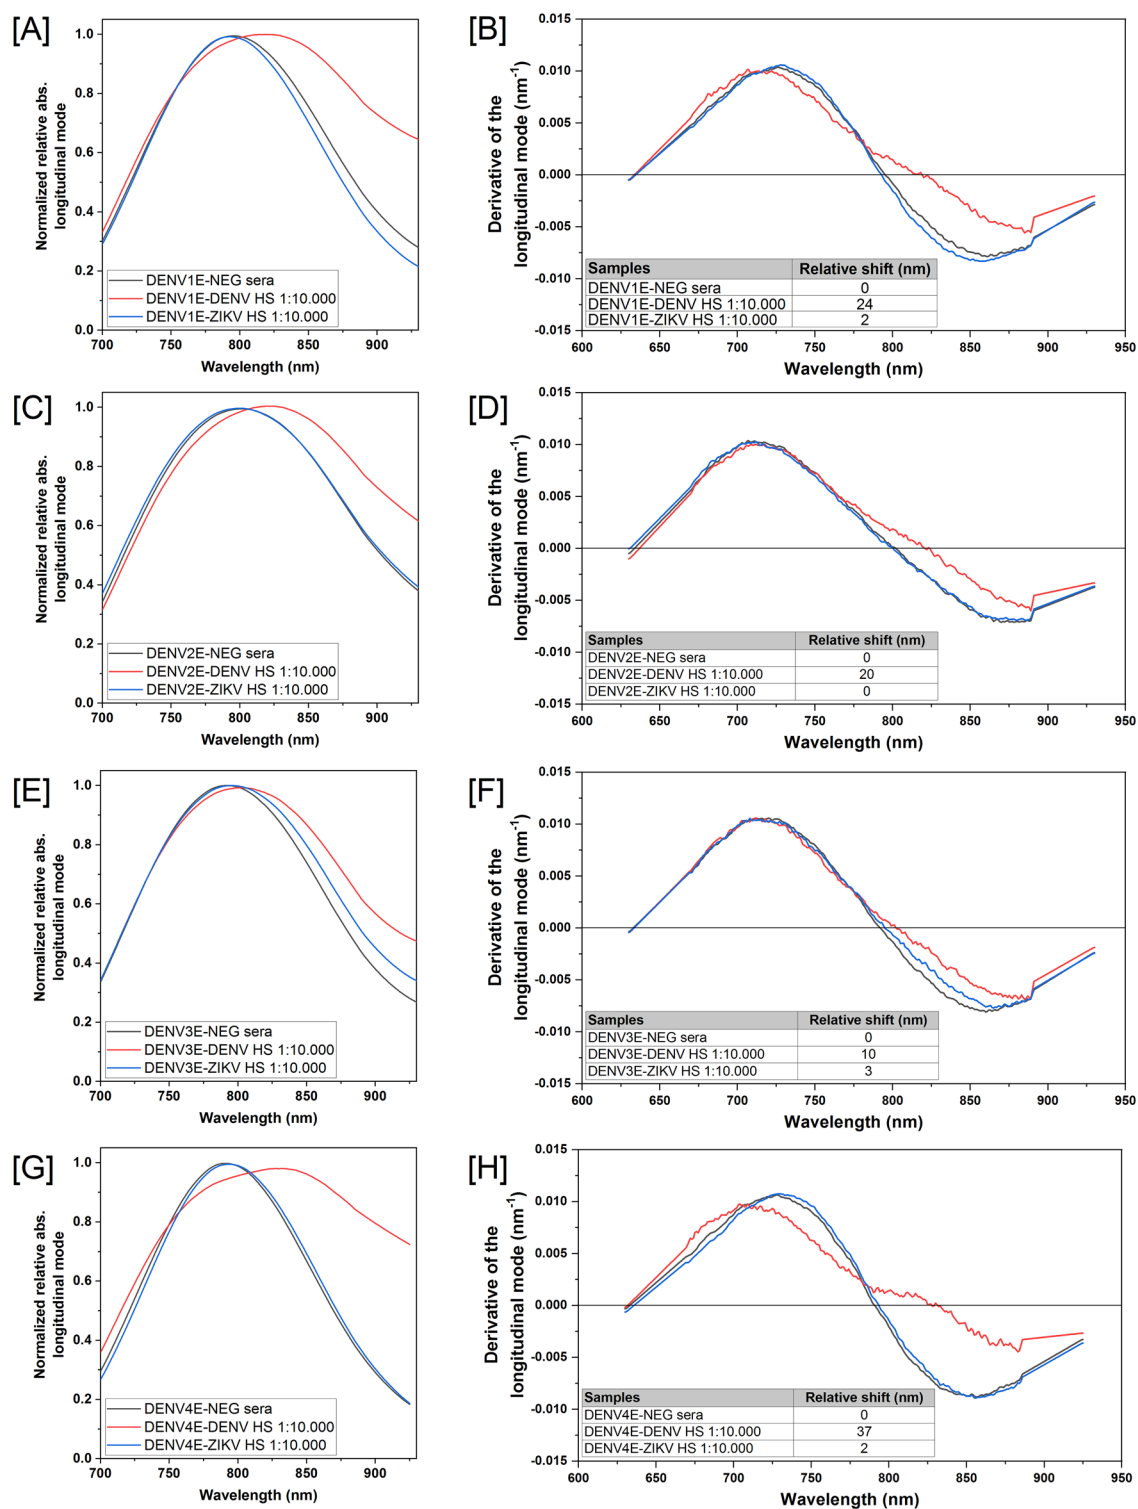 [A]
Normalized relative abs.
longitudinal mode
1.0
0.8
0.6
0.4
0.2
0.0
DENV1E-NEG sera
DENV1E-DENV HS 1:10.000
DENV1E-ZIKV HS 1:10.000
700 750 800 850 900
Wavelength (nm)
[B]
Derivative of the
longitudinal mode (nm-1)
0.015
0.010
0.005
0.000
-0.005
-0.010
-0.015
Samples Relative shift (nm)
DENV1E-NEG sera 0
DENV1E-DENV HS 1:10.000 24
DENV1E-ZIKV HS 1:10.000 2
600 650 700 750 800 850 900 950
Wavelength (nm)
[C]
Normalized relative abs.
longitudinal mode
1.0
0.8
0.6
0.4
0.2
0.0
DENV2E-NEG sera
DENV2E-DENV HS 1:10.000
DENV2E-ZIKV HS 1:10.000
700 750 800 850 900
Wavelength (nm)
[D]
Derivative of the
longitudinal mode (nm-1)
0.015
0.010
0.005
0.000
-0.005
-0.010
-0.015
Samples Relative shift (nm)
DENV2E-NEG sera 0
DENV2E-DENV HS 1:10.000 20
DENV2E-ZIKV HS 1:10.000 0
600 650 700 750 800 850 900 950
Wavelength (nm)
[E]
Normalized relative abs.
longitudinal mode
1.0
0.8
0.6
0.4
0.2
0.0
DENV3E-NEG sera
DENV3E-DENV HS 1:10.000
DENV3E-ZIKV HS 1:10.000
700 750 800 850 900
Wavelength (nm)
[F]
Derivative of the
longitudinal mode (nm-1)
0.015
0.010
0.005
0.000
-0.005
-0.010
-0.015
Samples Relative shift (nm)
DENV3E-NEG sera 0
DENV3E-DENV HS 1:10.000 10
DENV3E-ZIKV HS 1:10.000 3
600 650 700 750 800 850 900 950
Wavelength (nm)
[G]
Normalized relative abs.
longitudinal mode
1.0
0.8
0.6
0.4
0.2
0.0
DENV4E-NEG sera
DENV4E-DENV HS 1:10.000
DENV4E-ZIKV HS 1:10.000
700 750 800 850 900
Wavelength (nm)
[H]
Derivative of the
longitudinal mode (nm-1)
0.015
0.010
0.005
0.000
-0.005
-0.010
-0.015
Samples Relative shift (nm)
DENV4E-NEG sera 0
DENV4E-DENV HS 1:10.000 37
DENV4E-ZIKV HS 1:10.000 2
600 650 700 750 800 850 900 950
Wavelength (nm)